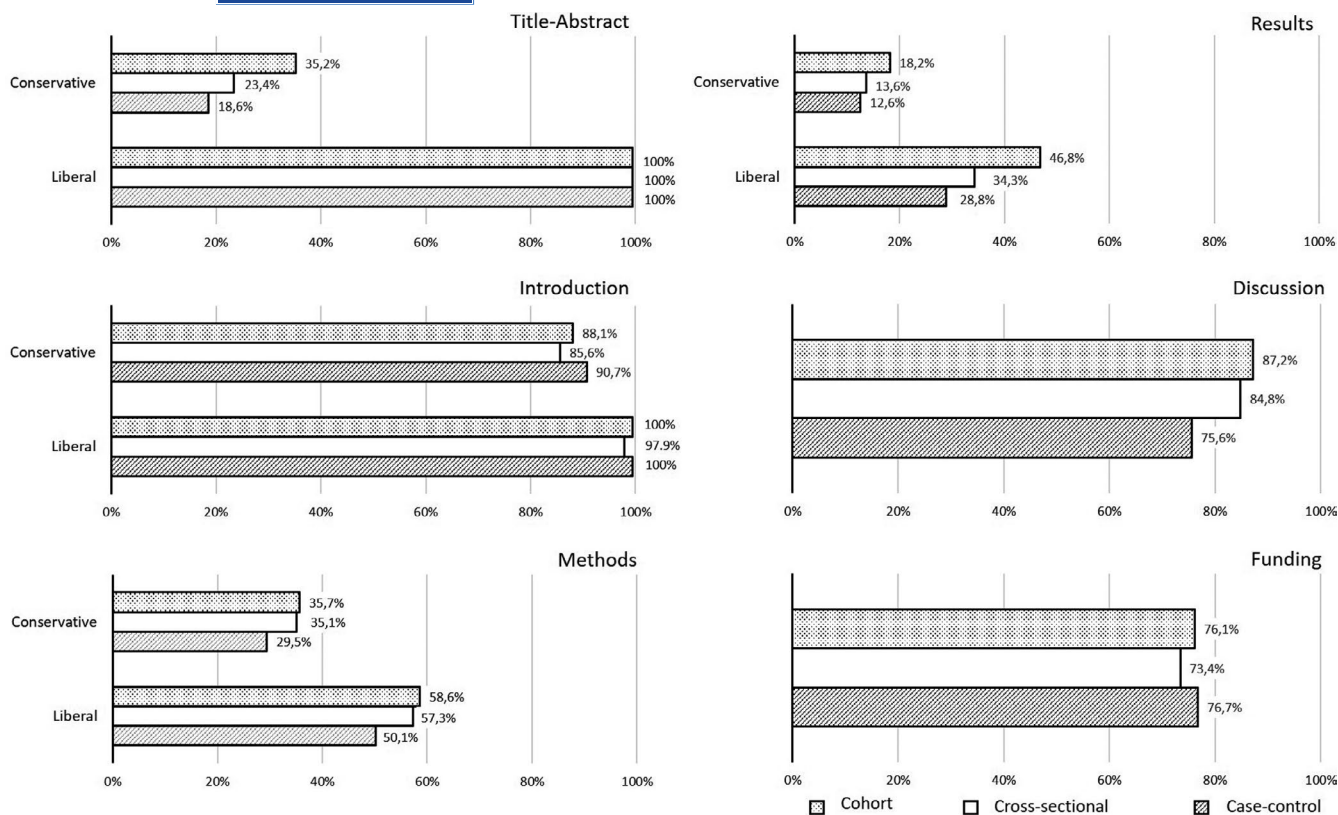 Title-Abstract
Conservative
35,2%
23,4%
18,6%
Liberal
100%
100%
100%
0% 20% 40% 60% 80% 100%
Results
Conservative
18,2%
13,6%
12,6%
Liberal
46,8%
34,3%
28,8%
0% 20% 40% 60% 80% 100%
Introduction
Conservative
88,1%
85,6%
90,7%
Liberal
100%
97.9%
100%
0% 20% 40% 60% 80% 100%
Discussion
87,2%
84,8%
75,6%
0% 20% 40% 60% 80% 100%
Methods
Conservative
35,7%
35,1%
29,5%
Liberal
58,6%
57,3%
50,1%
0% 20% 40% 60% 80% 100%
Funding
76,1%
73,4%
76,7%
0% 20% 40% 60% 80% 100%
Cohort Cross-sectional Case-control